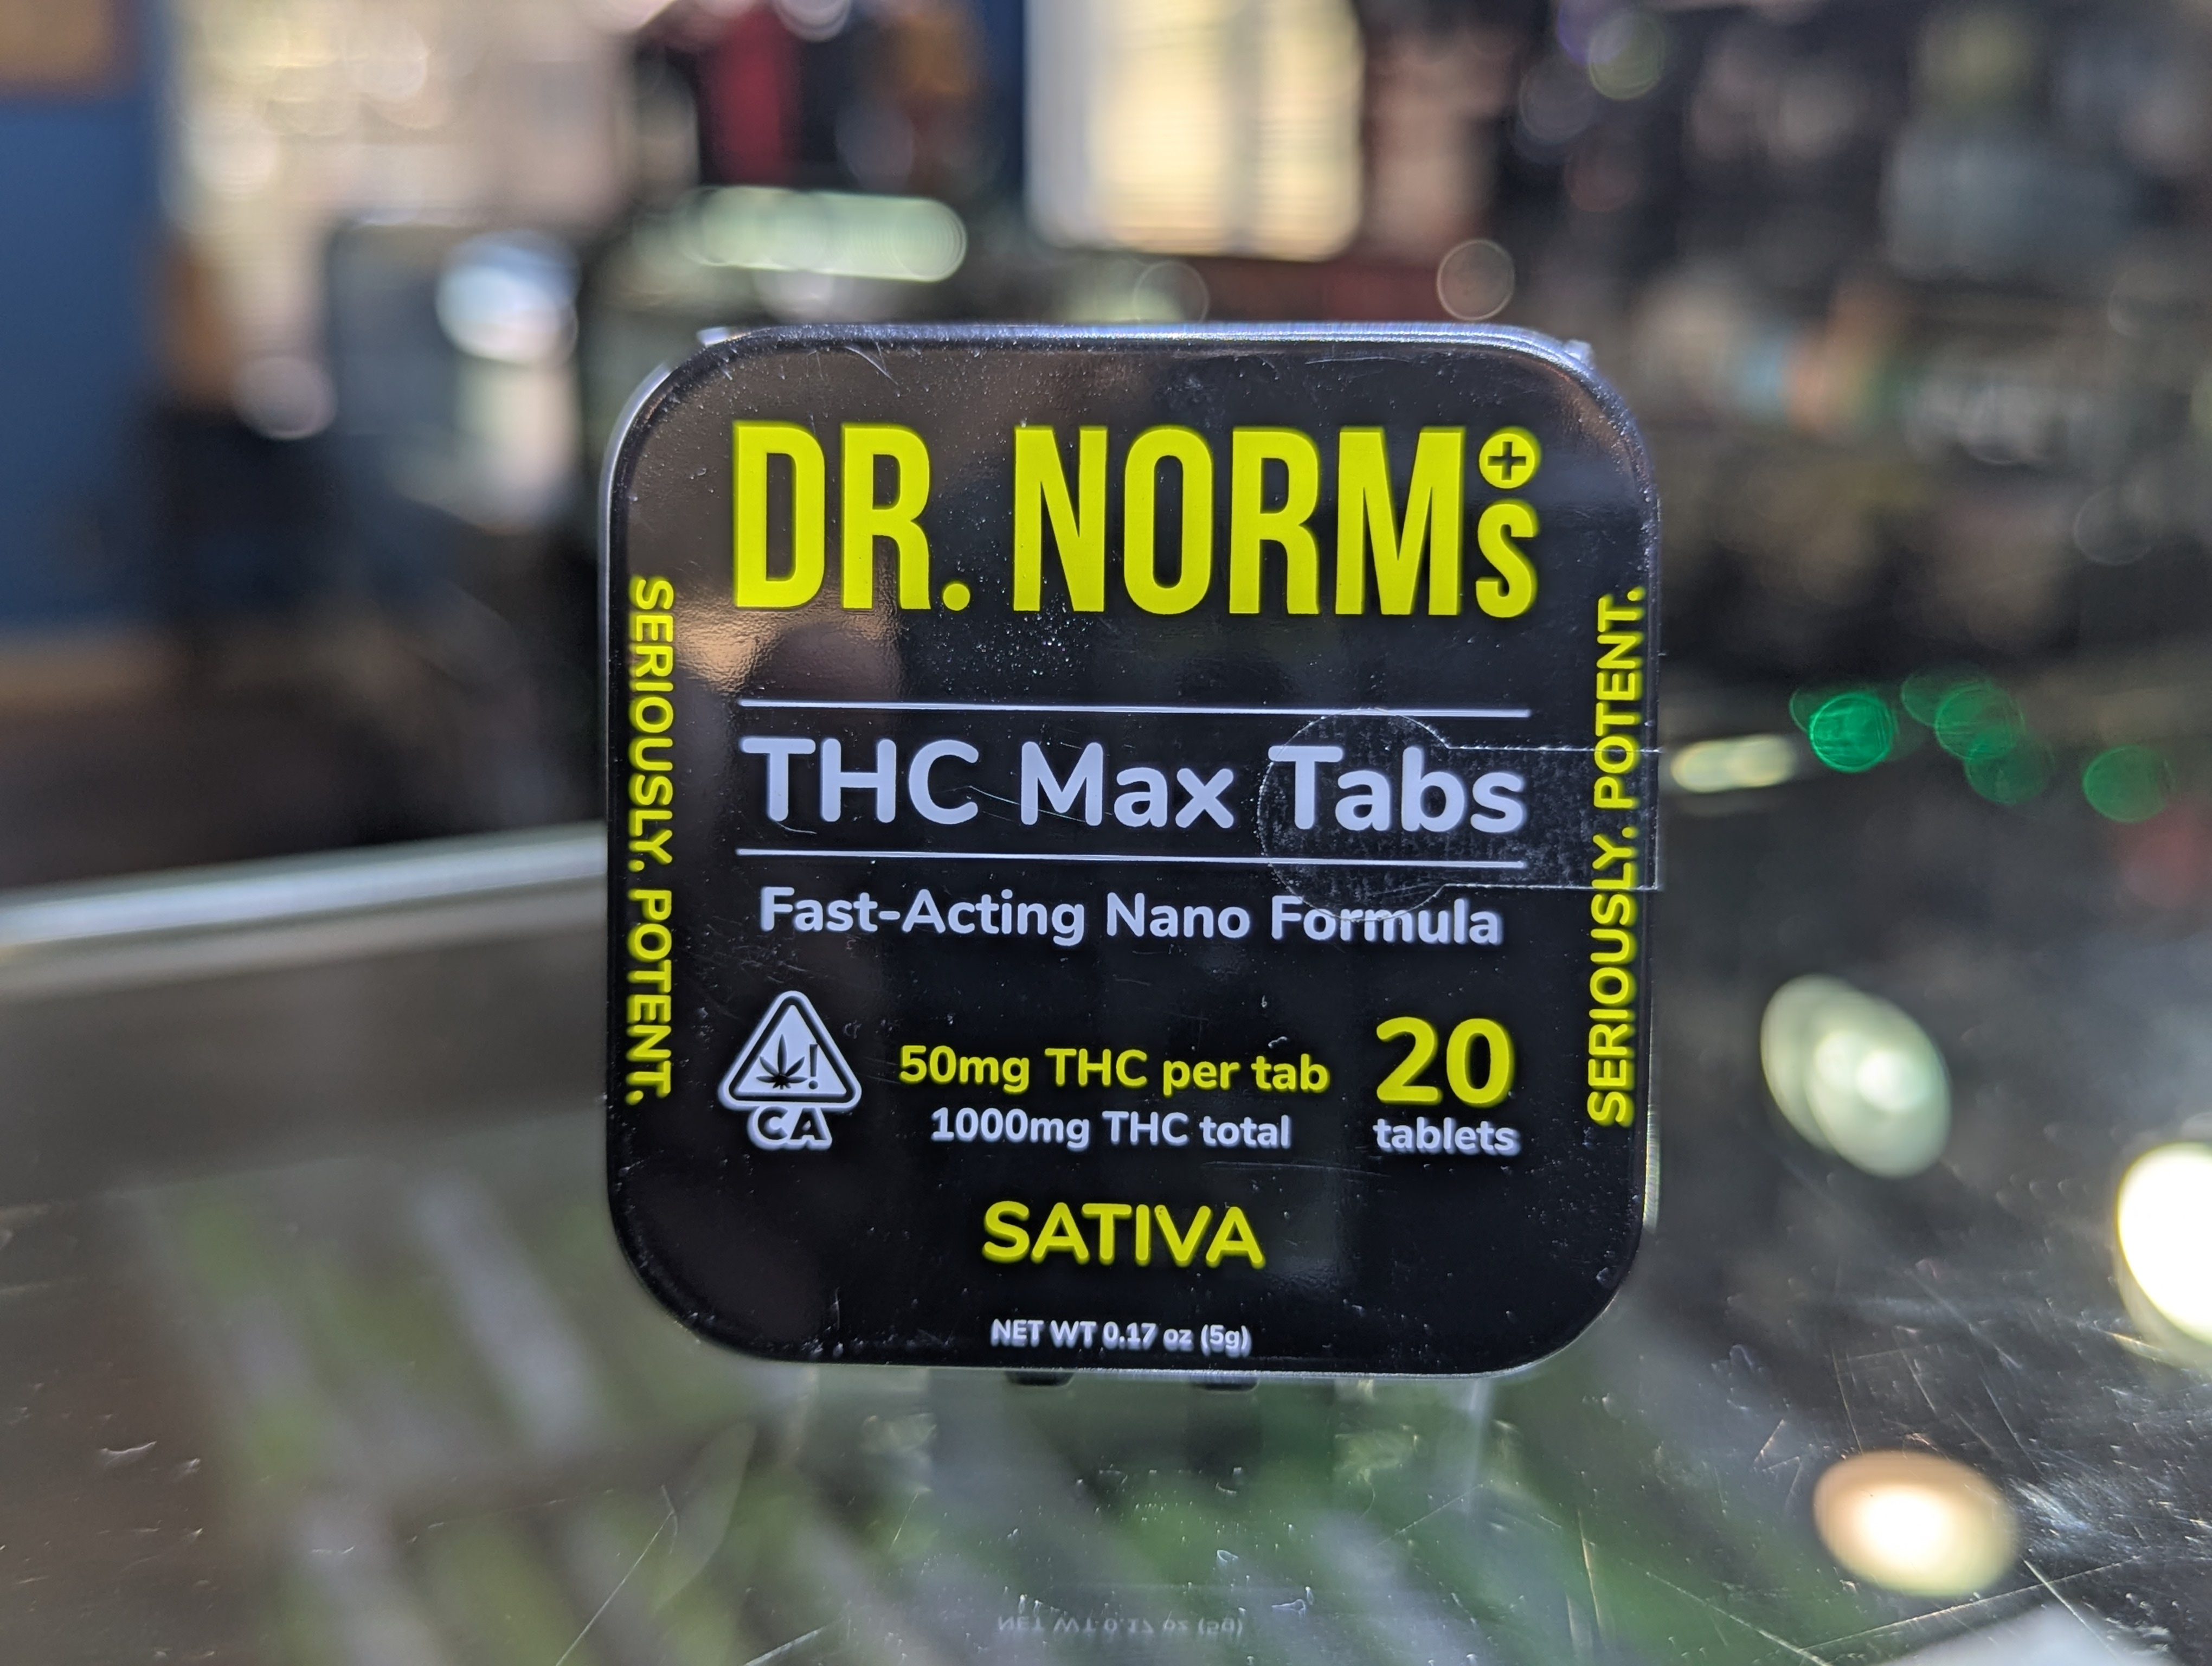 DR. NORMS
SERIOUSLY. POTENT.
SERIOUSLY. POTENT.
THC Max Tabs
Fast-Acting Nano Formula
!
CA
50mg THC per tab
1000mg THC total
20
tablets
SATIVA
NET WT 0.17 oz (5g)